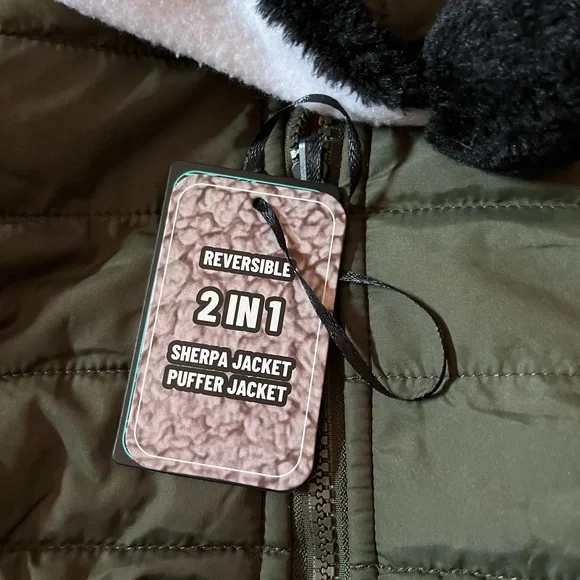 REVERSIBLE
2 IN 1
SHERPA JACKET
PUFFER JACKET